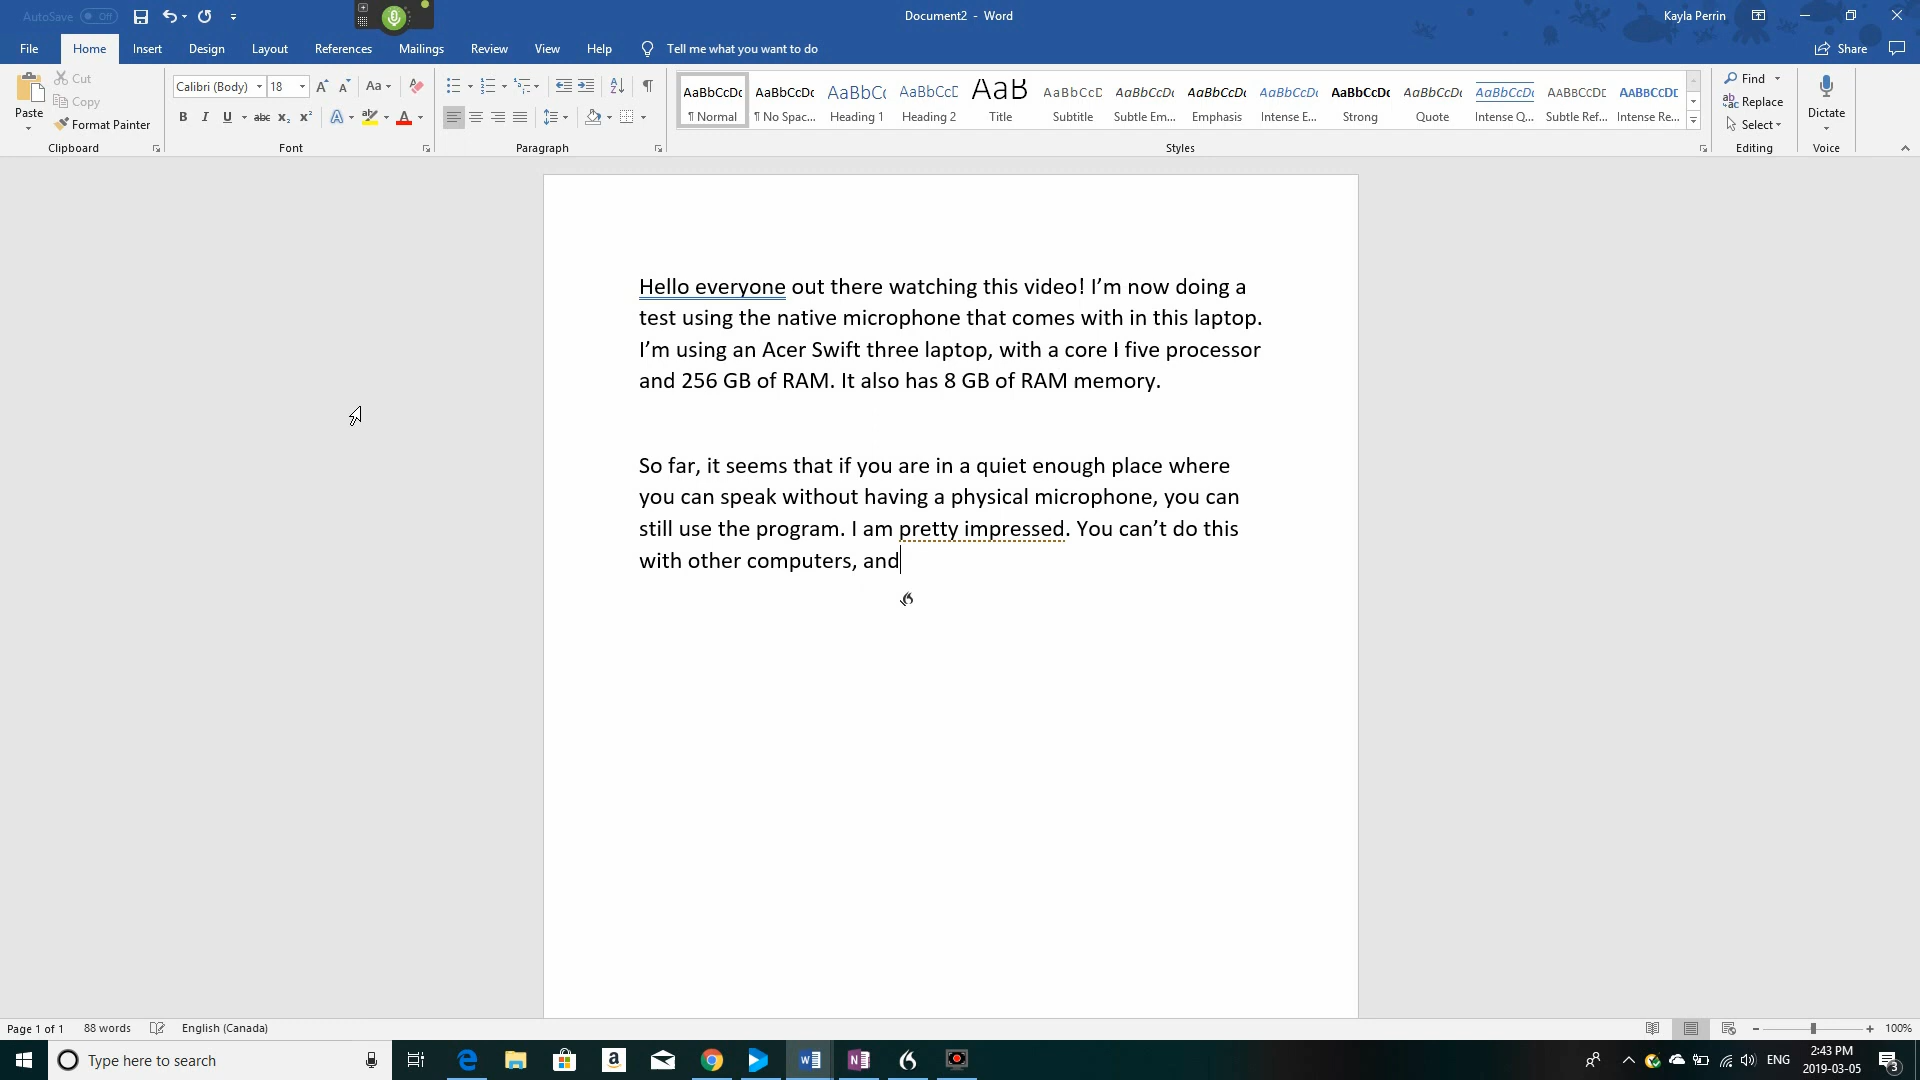 AutoSave Off
Document2 - Word
Kayla Perrin
File Home Insert Design Layout References Mailings Review View Help Tell me what you want to do
Share
Paste
Cut
Copy
Format Painter
Clipboard
Calibri (Body) 18
Font
Paragraph
AaBbCcDc AaBbCcDc AaBbCc AaBbCcD AaB AaBbCcD AaBbCcDc AaBbCcDc AaBbCcDc AaBbCcDc AaBbCcDc AaBbCcDc AABBCCDD AABBCCDE
¶ Normal ¶ No Spac... Heading 1 Heading 2 Title Subtitle Subtle Em... Emphasis Intense E... Strong Quote Intense Q... Subtle Ref... Intense Re...
Styles
Find
Replace
Select
Editing
Dictate
Voice
Hello everyone out there watching this video! I’m now doing a
test using the native microphone that comes with in this laptop.
I’m using an Acer Swift three laptop, with a core I five processor
and 256 GB of RAM. It also has 8 GB of RAM memory.
So far, it seems that if you are in a quiet enough place where
you can speak without having a physical microphone, you can
still use the program. I am pretty impressed. You can’t do this
with other computers, and
Page 1 of 1 88 words English (Canada)
100%
Type here to search
ENG
2:43 PM
2019-03-05
3